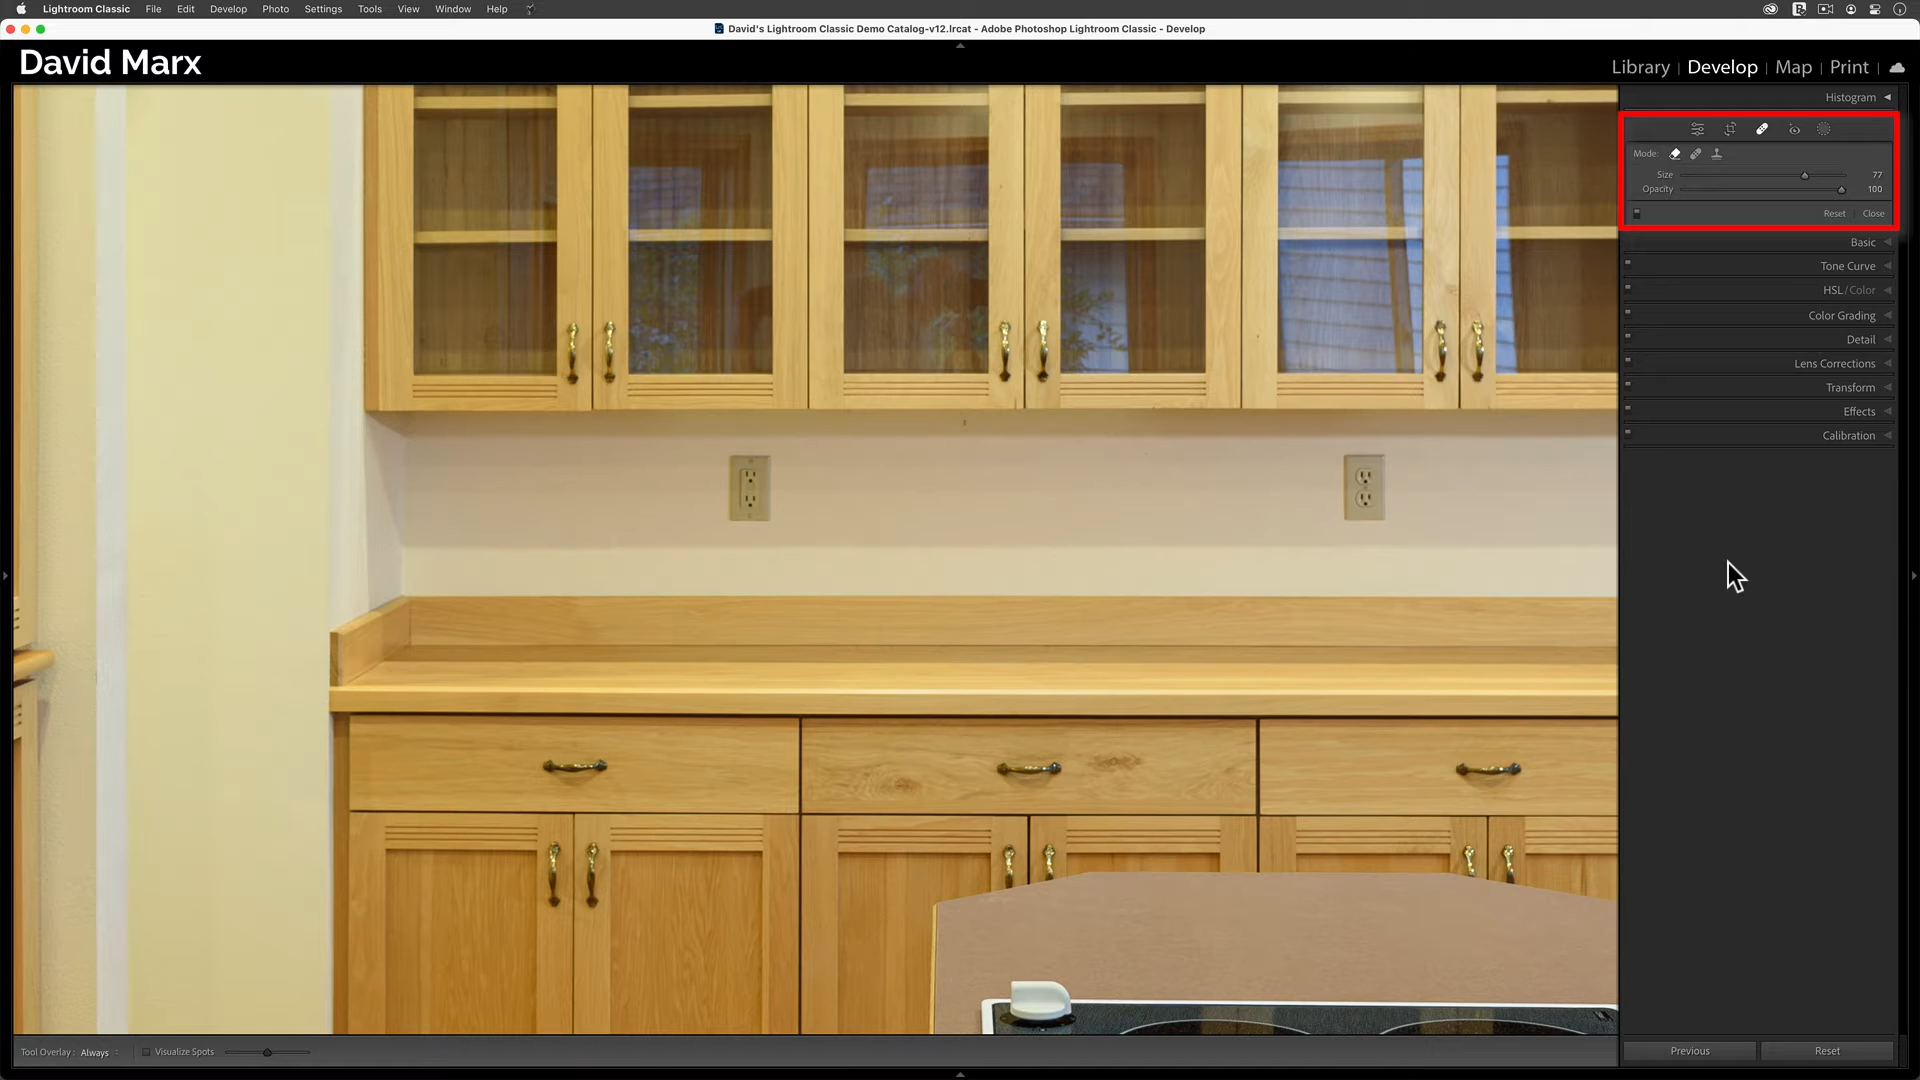 Lightroom Classic File Edit Develop Photo Settings Tools View Window Help
David's Lightroom Classic Demo Catalog-v12.lrcat - Adobe Photoshop Lightroom Classic - Develop
David Marx
Library | Develop | Map | Print |
Histogram
Mode:
Size 77
Opacity 100
Reset Close
Basic
Tone Curve
HSL / Color
Color Grading
Detail
Lens Corrections
Transform
Effects
Calibration
Tool Overlay : Always Visualize Spots
Previous Reset